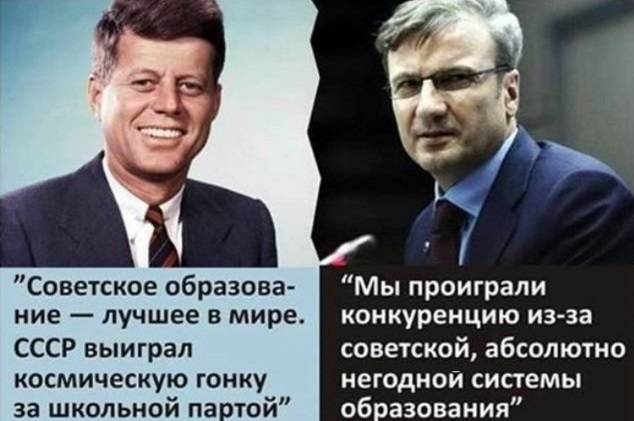 ”Советское образова-
ние — лучшее в мире.
СССР выиграл
космическую гонку
за школьной партой”
“Мы проиграли
конкуренцию из-за
советской, абсолютно
негодной системы
образования”